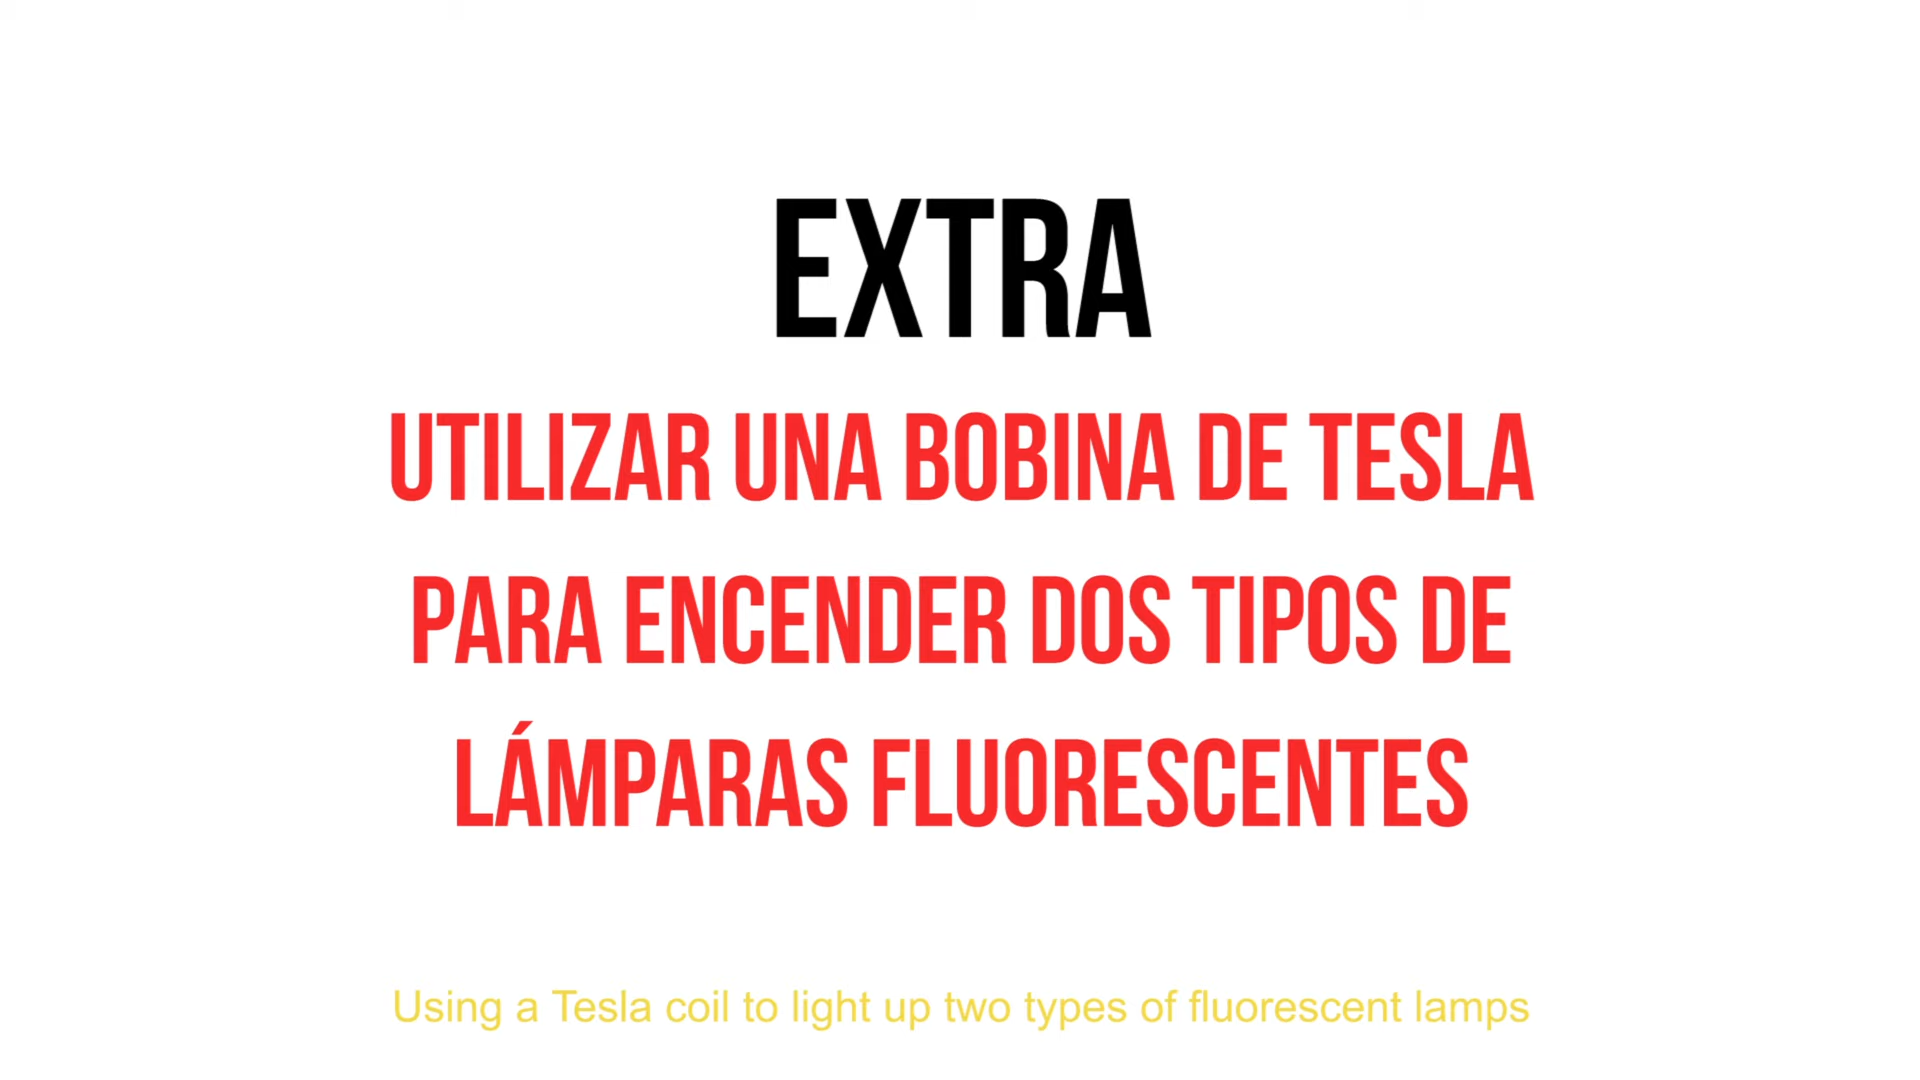 EXTRA
UTILIZAR UNA BOBINA DE TESLA
PARA ENCENDER DOS TIPOS DE
LÁMPARAS FLUORESCENTES
Using a Tesla coil to light up two types of fluorescent lamps